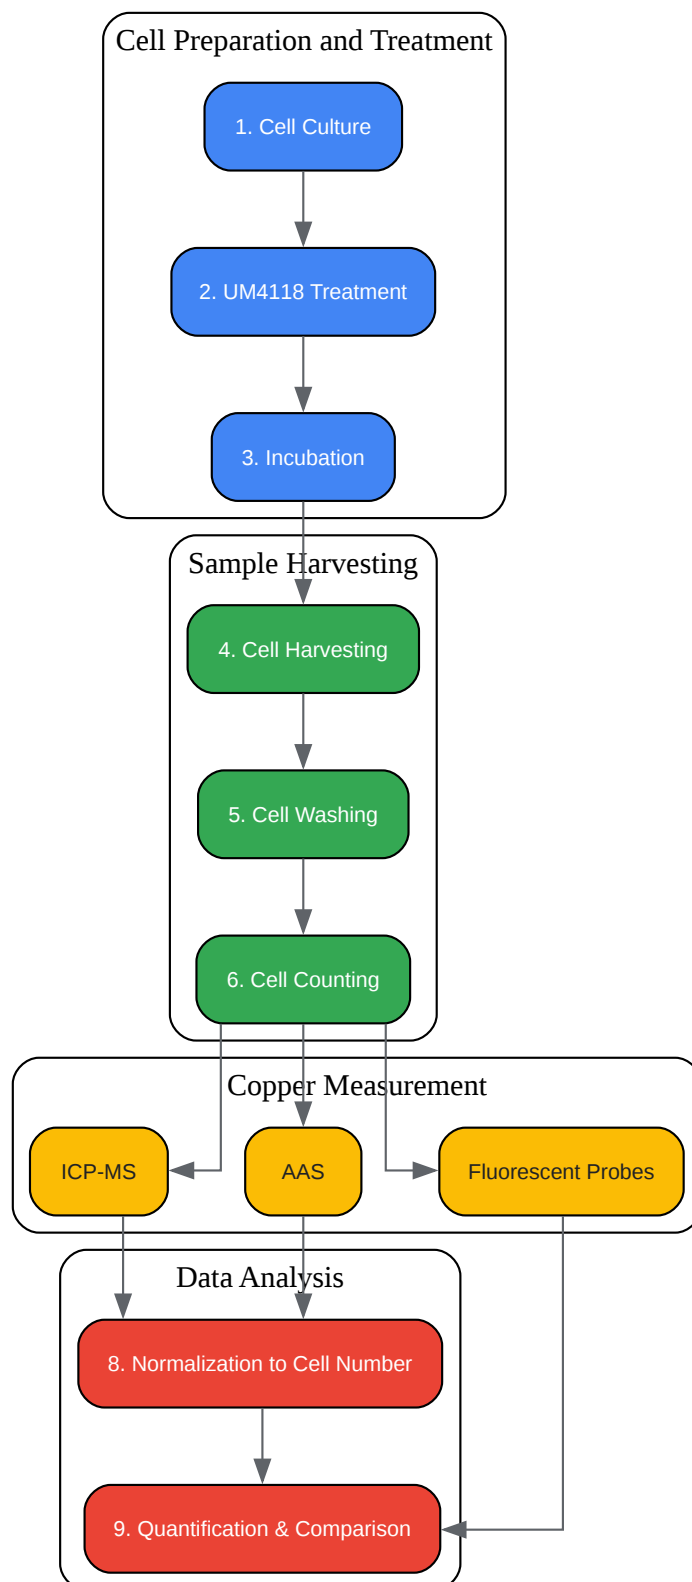 Cell Preparation and Treatment
1. Cell Culture
2. UM4118 Treatment
3. Incubation
Sample Harvesting
4. Cell Harvesting
5. Cell Washing
6. Cell Counting
Copper Measurement
ICP-MS
AAS
Fluorescent Probes
Data Analysis
8. Normalization to Cell Number
9. Quantification & Comparison